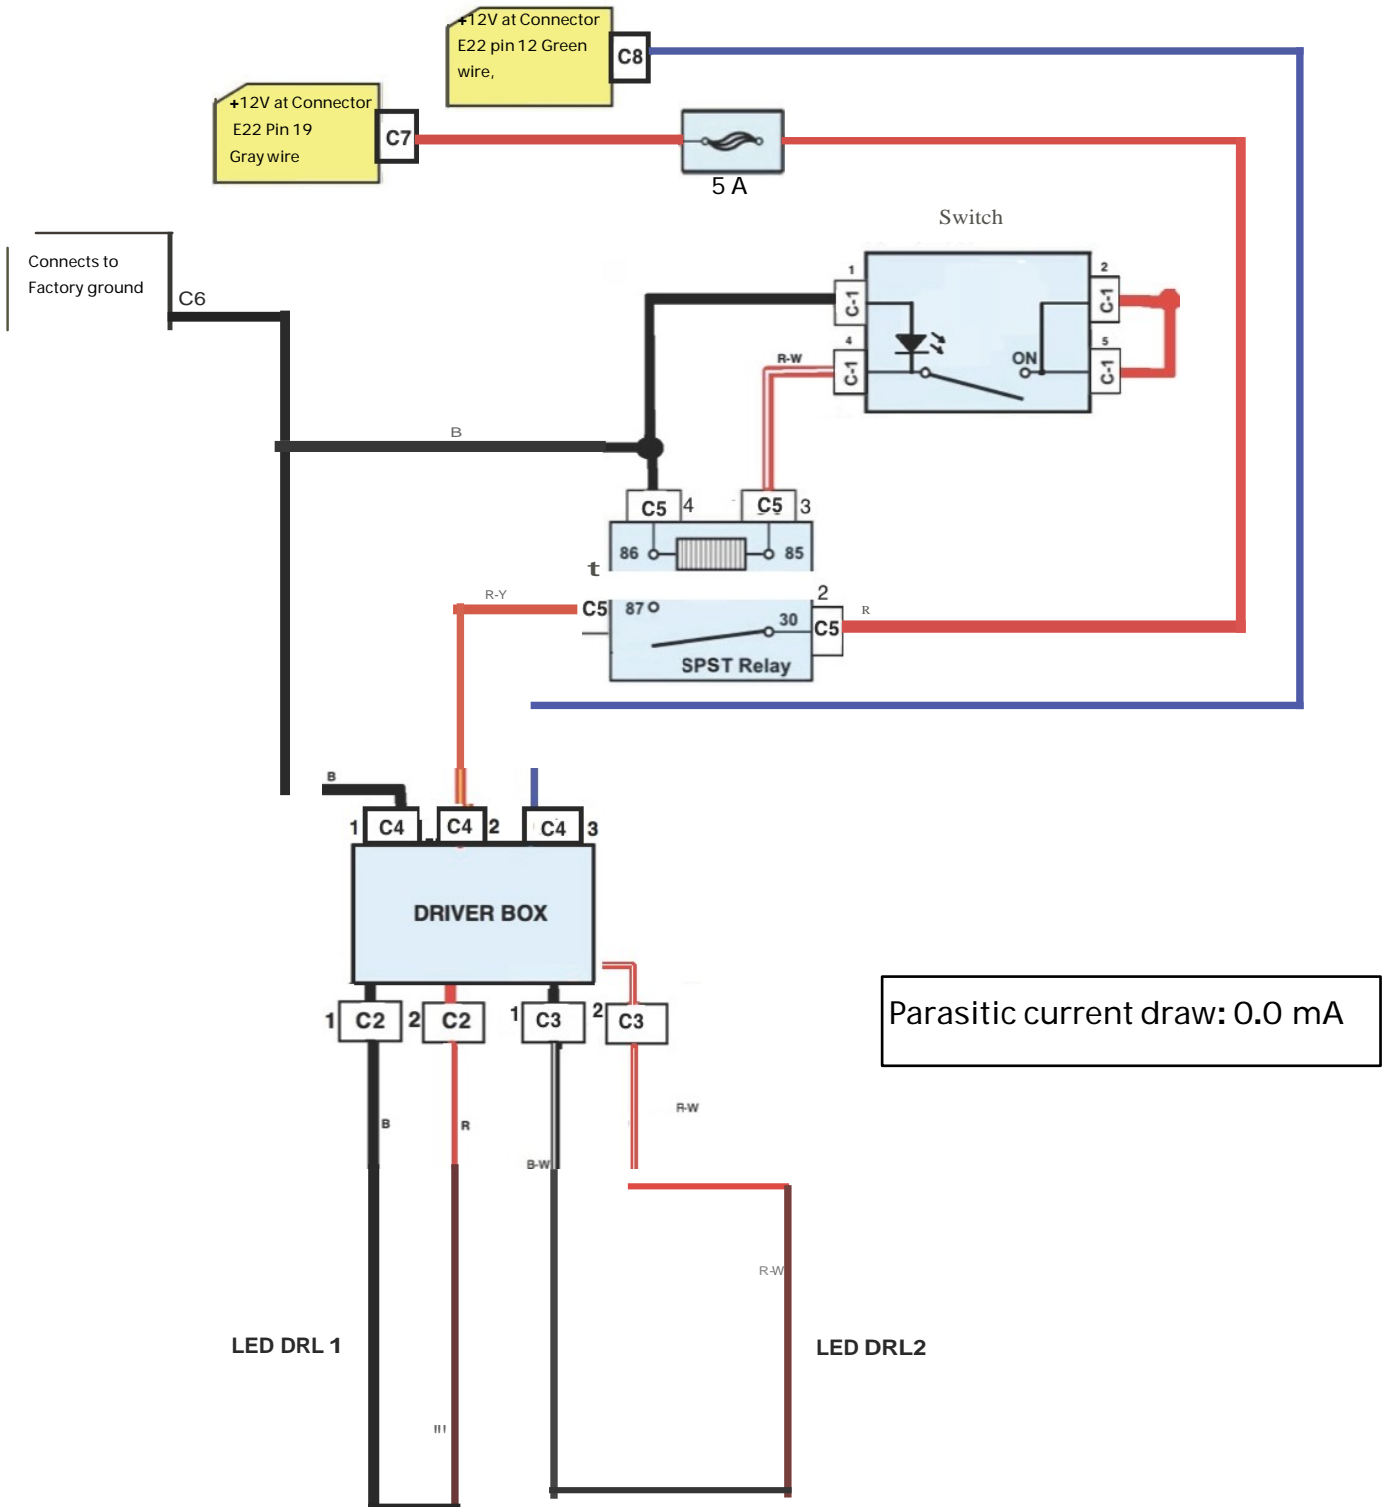 +12V at Connector
E22 pin 12 Green
wire,
C8
+12V at Connector
E22 Pin 19
Gray wire
C7
5 A
Switch
Connects to
Factory ground
C6
1
C-1
2
C-1
4
C-1
ON
5
C-1
R-W
B
C5 4
C5 3
86
85
t
R-Y
C5
87
30
2
C5
R
SPST Relay
B
1 C4
C4 2
C4 3
DRIVER BOX
1 C2
2 C2
1 C3
2 C3
Parasitic current draw: 0.0 mA
B
R
B-W
R-W
R-W
LED DRL 1
LED DRL2
"'